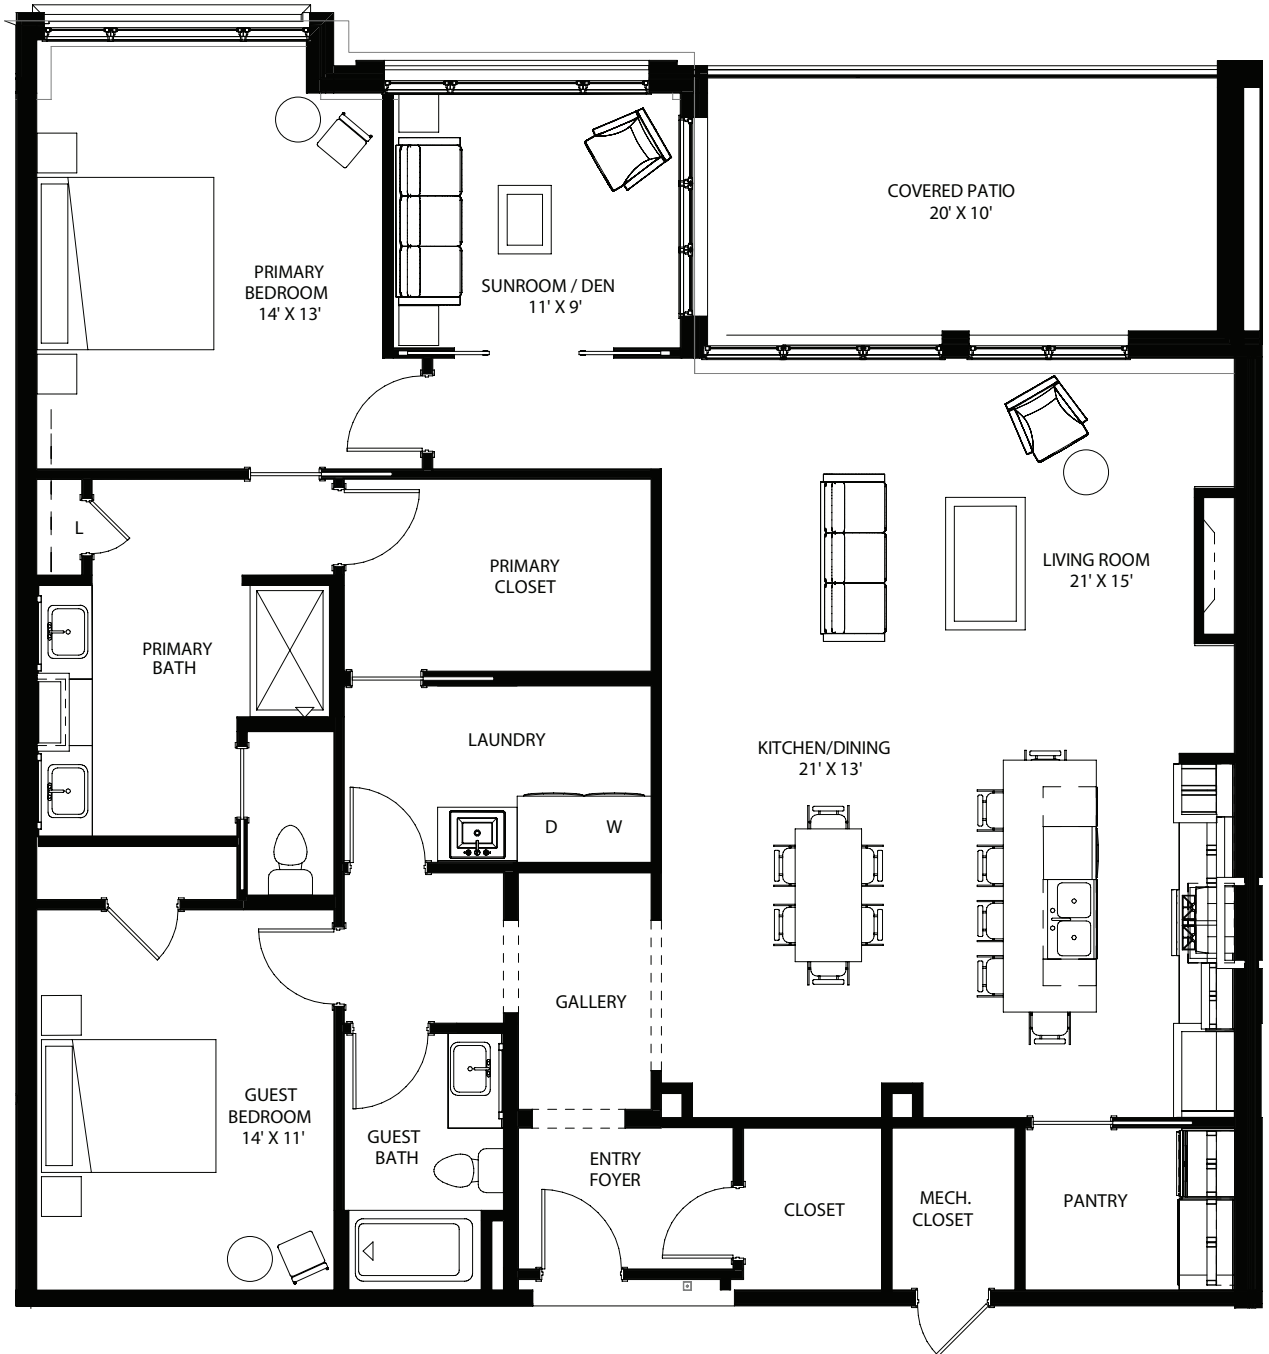 COVERED PATIO
20' X 10'
PRIMARY
BEDROOM
14' X 13'
SUNROOM / DEN
11' X 9'
L
PRIMARY
CLOSET
LIVING ROOM
21' X 15'
PRIMARY
BATH
LAUNDRY
KITCHEN/DINING
21' X 13'
D
W
GALLERY
GUEST
BEDROOM
14' X 11'
GUEST
BATH
ENTRY
FOYER
CLOSET
MECH.
CLOSET
PANTRY